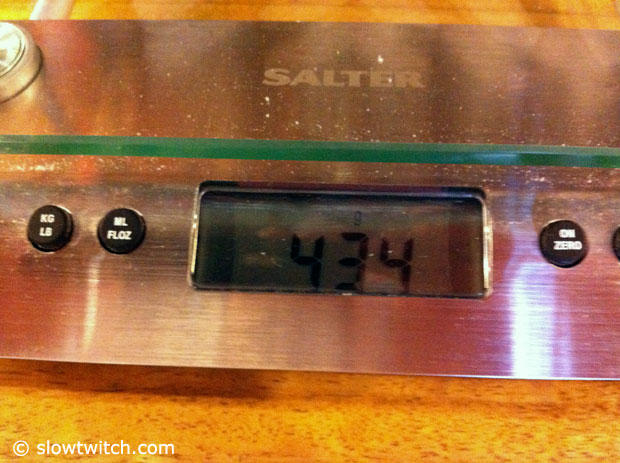 SALTER
KG
LB
ML
FLOZ
434
ON
ZERO
© slowtwitch.com